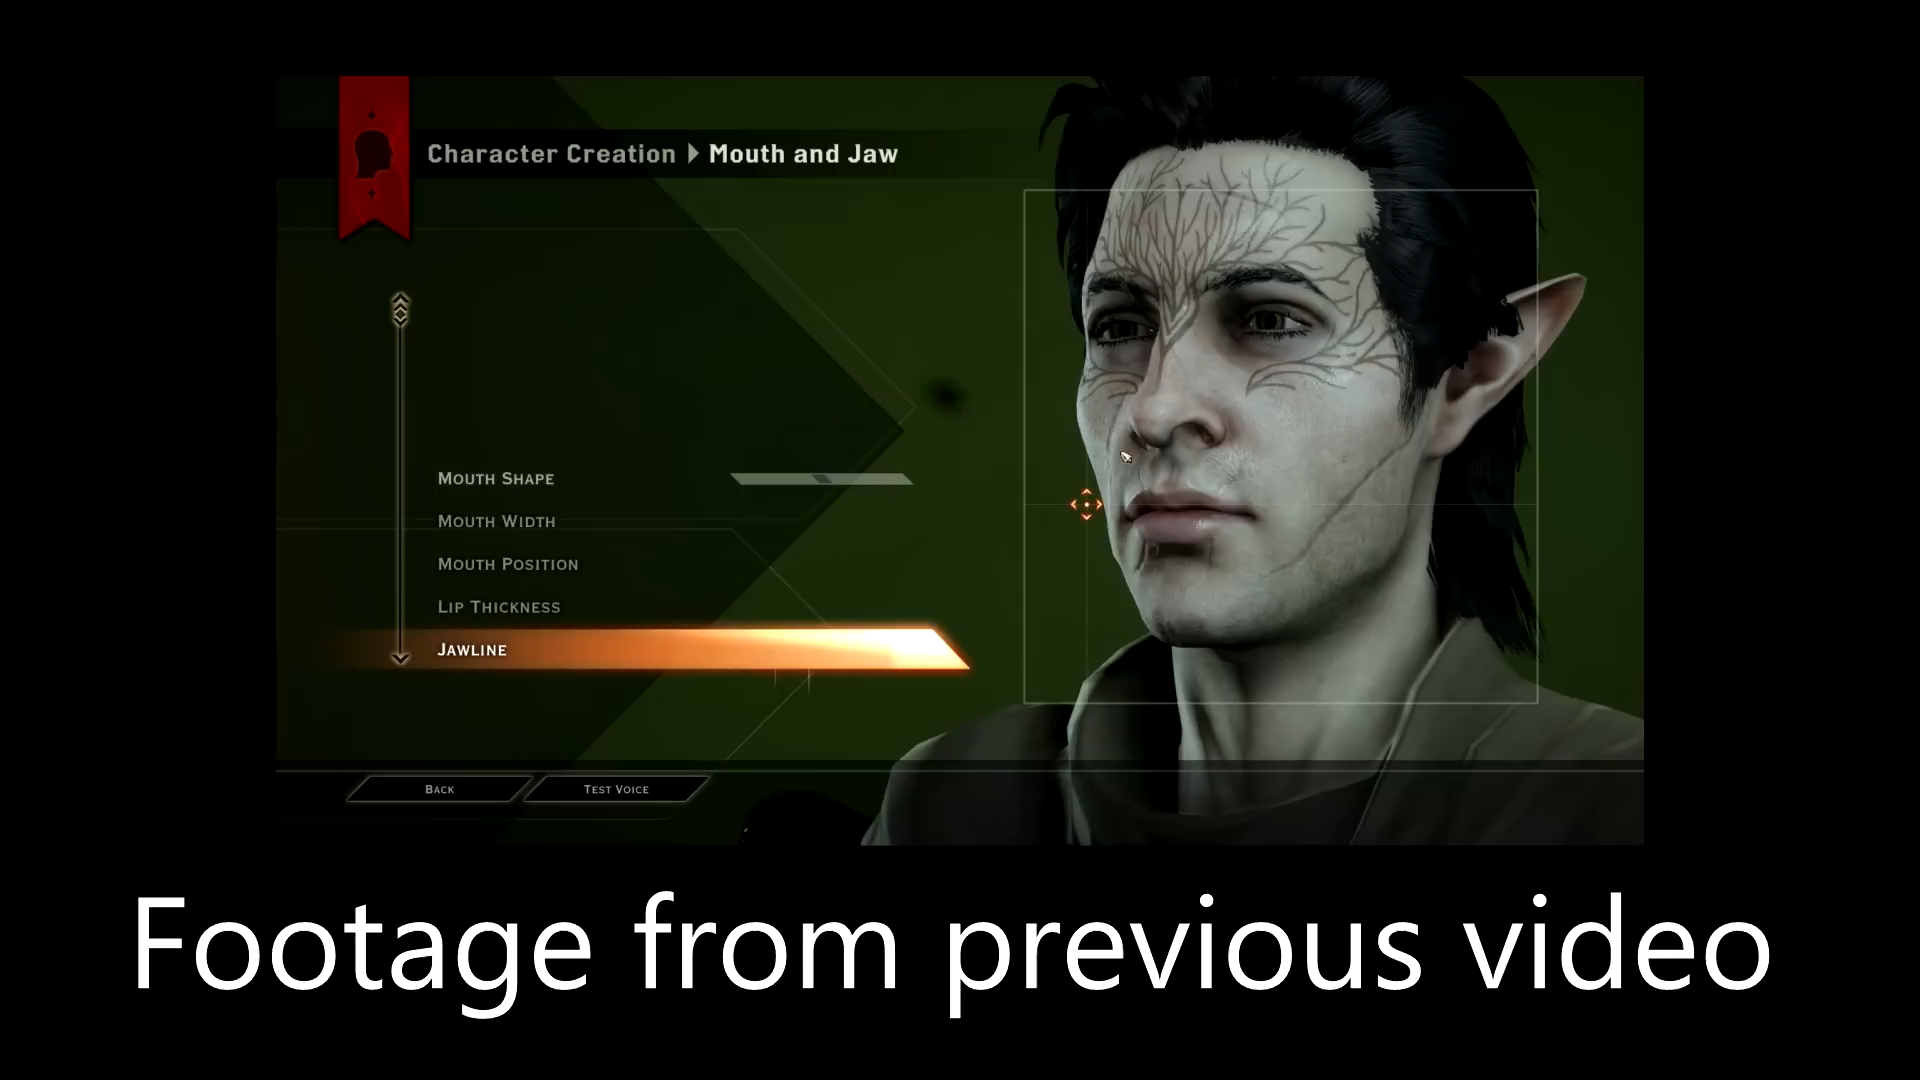 Character Creation Mouth and Jaw
Mouth Shape
Mouth Width
Mouth Position
Lip Thickness
Jawline
Back Test Voice
Footage from previous video